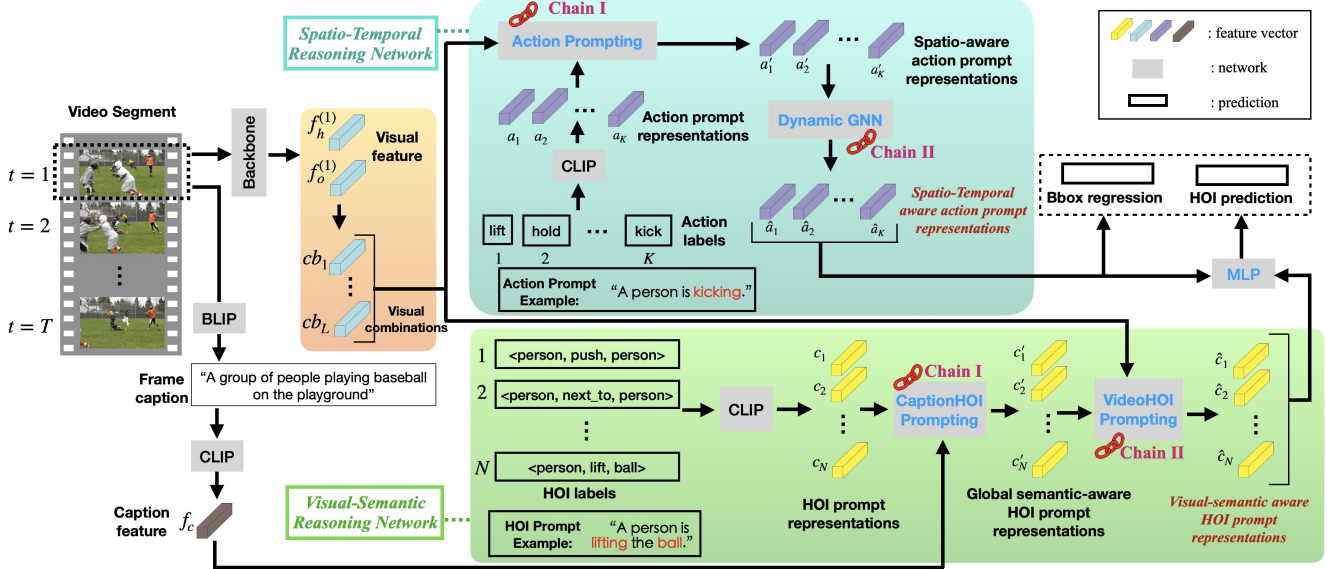 Spatio-Temporal
Reasoning Network
Chain I
Action Prompting
a′₁ a′₂ ··· a′_K
Spatio-aware
action prompt
representations
: feature vector
: network
: prediction
Video Segment
t = 1
t = 2
⋮
t = T
Backbone
f_h^(1)
f_o^(1)
Visual
feature
cb₁
⋮
cb_L
Visual
combinations
a₁ a₂ ··· a_K
Action prompt
representations
CLIP
lift hold ··· kick
1 2 K
Action
labels
Action Prompt
Example:
“A person is kicking.”
Dynamic GNN
Chain II
â₁ â₂ ··· â_K
Spatio-Temporal
aware action prompt
representations
Bbox regression
HOI prediction
MLP
BLIP
Frame
caption
“A group of people playing baseball
on the playground”
CLIP
Caption
feature
f_c
Visual-Semantic
Reasoning Network
1 <person, push, person>
2 <person, next_to, person>
⋮
N <person, lift, ball>
HOI labels
HOI Prompt
Example:
“A person is
lifting the ball.”
CLIP
c₁
c₂
⋮
c_N
HOI prompt
representations
Chain I
CaptionHOI
Prompting
c′₁
c′₂
⋮
c′_N
Global semantic-aware
HOI prompt
representations
VideoHOI
Prompting
Chain II
ĉ₁
ĉ₂
⋮
ĉ_N
Visual-semantic aware
HOI prompt
representations